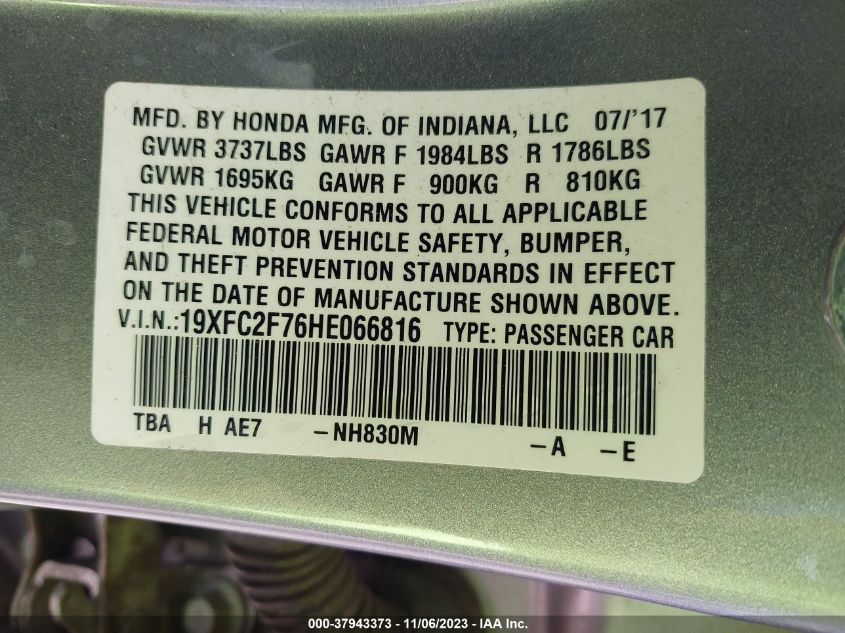 MFD. BY HONDA MFG. OF INDIANA, LLC 07/'17
GVWR 3737LBS GAWR F 1984LBS R 1786LBS
GVWR 1695KG GAWR F 900KG R 810KG
THIS VEHICLE CONFORMS TO ALL APPLICABLE
FEDERAL MOTOR VEHICLE SAFETY, BUMPER,
AND THEFT PREVENTION STANDARDS IN EFFECT
ON THE DATE OF MANUFACTURE SHOWN ABOVE.
V.I.N.:19XFC2F76HE066816 TYPE: PASSENGER CAR
TBA H AE7 -NH830M -A -E
000-37943373 - 11/06/2023 - IAA Inc.